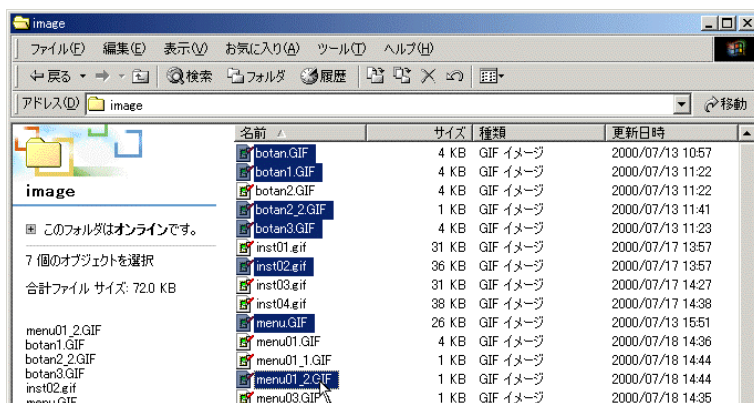 image
ファイル(F) 編集(E) 表示(V) お気に入り(A) ツール(T) ヘルプ(H)
戻る 検索 フォルダ 履歴
アドレス(D) image 移動
名前 サイズ 種類 更新日時
botan.GIF 4 KB GIF イメージ 2000/07/13 10:57
botan1.GIF 4 KB GIF イメージ 2000/07/13 11:22
botan2.GIF 4 KB GIF イメージ 2000/07/13 11:22
botan2_2.GIF 1 KB GIF イメージ 2000/07/13 11:41
botan3.GIF 4 KB GIF イメージ 2000/07/13 11:23
inst01.gif 31 KB GIF イメージ 2000/07/17 13:57
inst02.gif 36 KB GIF イメージ 2000/07/17 13:57
inst03.gif 31 KB GIF イメージ 2000/07/17 14:27
inst04.gif 38 KB GIF イメージ 2000/07/17 14:38
menu.GIF 26 KB GIF イメージ 2000/07/13 15:51
menu01.GIF 4 KB GIF イメージ 2000/07/18 14:36
menu01_1.GIF 1 KB GIF イメージ 2000/07/18 14:44
menu01_2.GIF 1 KB GIF イメージ 2000/07/18 14:44
menu03.GIF 1 KB GIF イメージ 2000/07/18 14:35
image
このフォルダはオンラインです。
7 個のオブジェクトを選択
合計ファイル サイズ: 72.0 KB
menu01_2.GIF
botan1.GIF
botan2_2.GIF
botan3.GIF
inst02.gif
menu.GIF